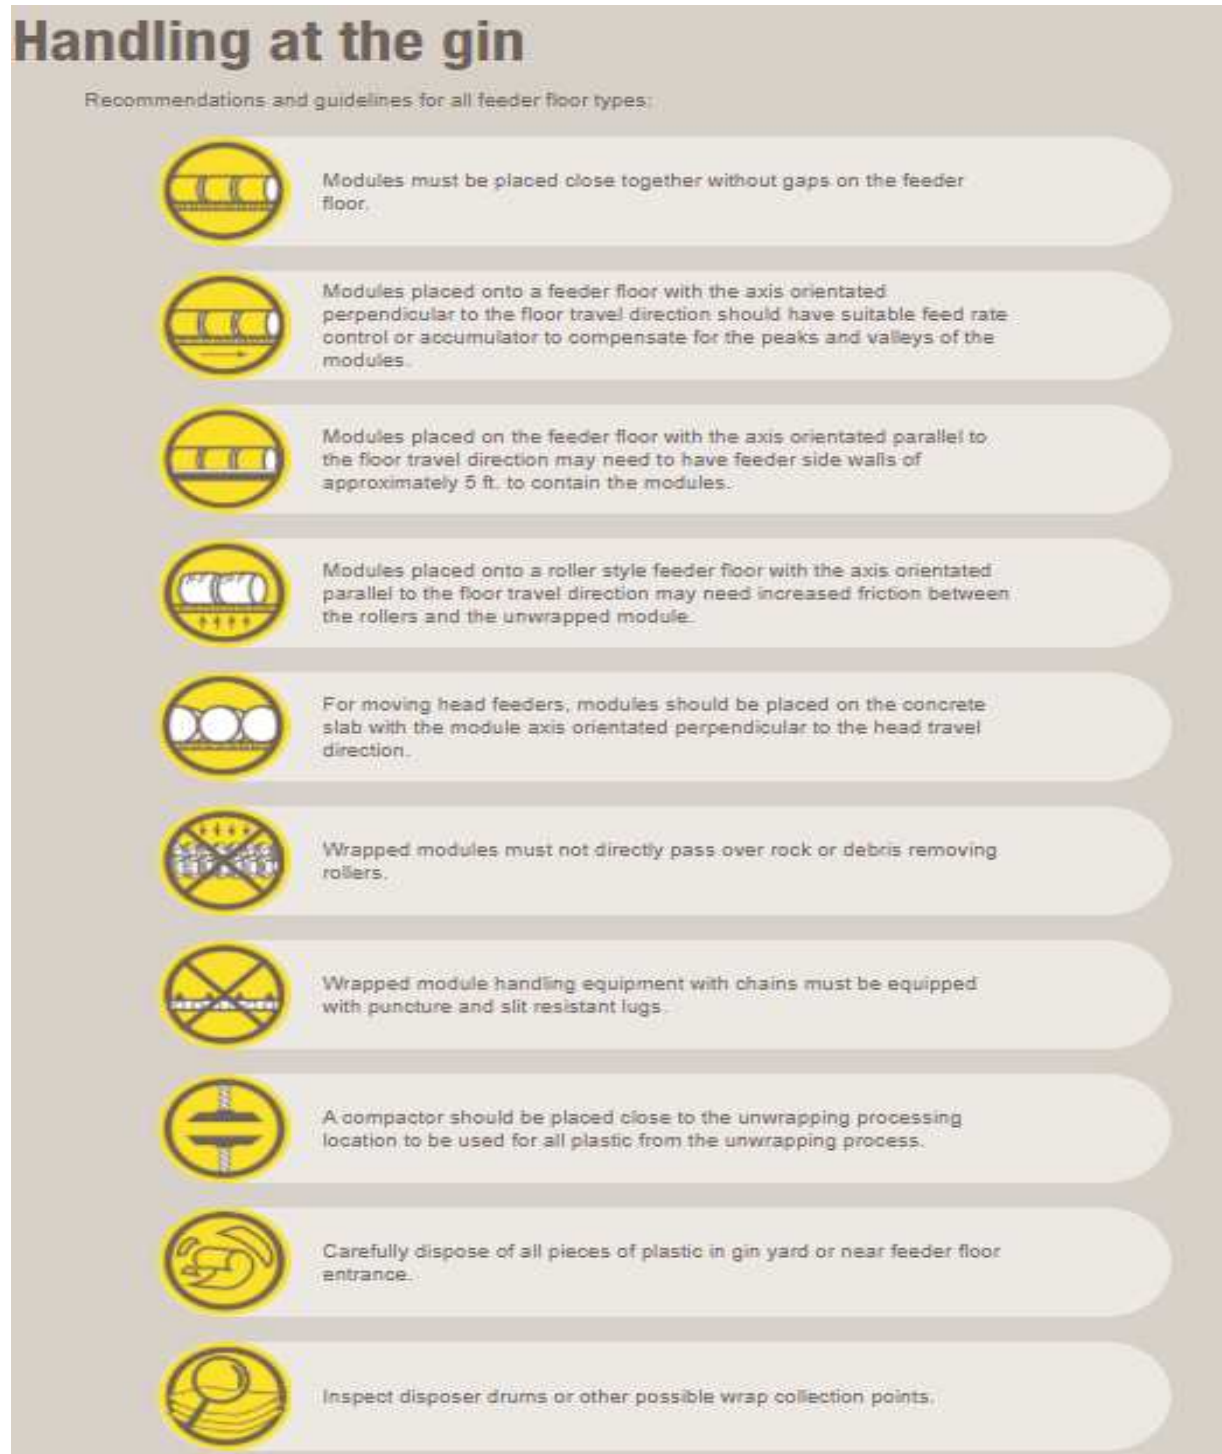 Handling at the gin
Recommendations and guidelines for all feeder floor types:
Modules must be placed close together without gaps on the feeder
floor.
Modules placed onto a feeder floor with the axis orientated
perpendicular to the floor travel direction should have suitable feed rate
control or accumulator to compensate for the peaks and valleys of the
modules.
Modules placed on the feeder floor with the axis orientated parallel to
the floor travel direction may need to have feeder side walls of
approximately 5 ft. to contain the modules.
Modules placed onto a roller style feeder floor with the axis orientated
parallel to the floor travel direction may need increased friction between
the rollers and the unwrapped module.
For moving head feeders, modules should be placed on the concrete
slab with the module axis orientated perpendicular to the head travel
direction.
Wrapped modules must not directly pass over rock or debris removing
rollers.
Wrapped module handling equipment with chains must be equipped
with puncture and slit resistant lugs.
A compactor should be placed close to the unwrapping processing
location to be used for all plastic from the unwrapping process.
Carefully dispose of all pieces of plastic in gin yard or near feeder floor
entrance.
Inspect disposer drums or other possible wrap collection points.